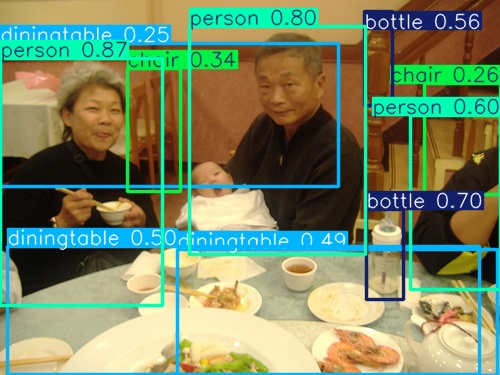 person 0.80
bottle 0.56
diningtable 0.25
person 0.87
chair 0.34
chair 0.26
person 0.60
bottle 0.70
diningtable 0.50
diningtable 0.49